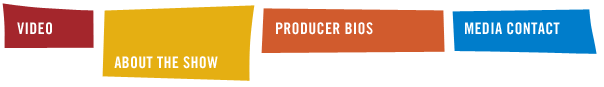 VIDEO
ABOUT THE SHOW
PRODUCER BIOS
MEDIA CONTACT